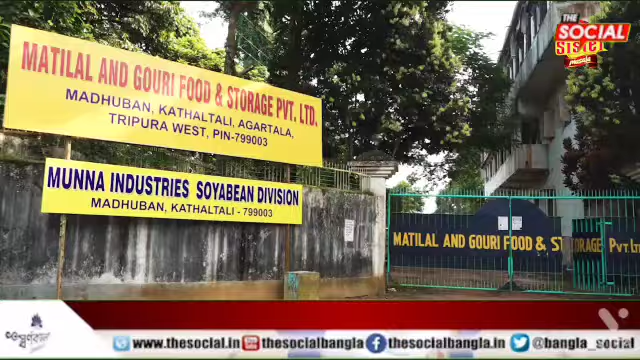 THE
SOCIAL
MATILAL AND GOURI FOOD & STORAGE PVT. LTD.
MADHUBAN, KATHALTALI, AGARTALA,
TRIPURA WEST, PIN-799003
MUNNA INDUSTRIES SOYABEAN DIVISION
MADHUBAN, KATHALTALI - 799003
MATILAL AND GOURI FOOD & STORAGE PVT. LTD
www.thesocial.in thesocialbangla thesocialbangla @bangla_social